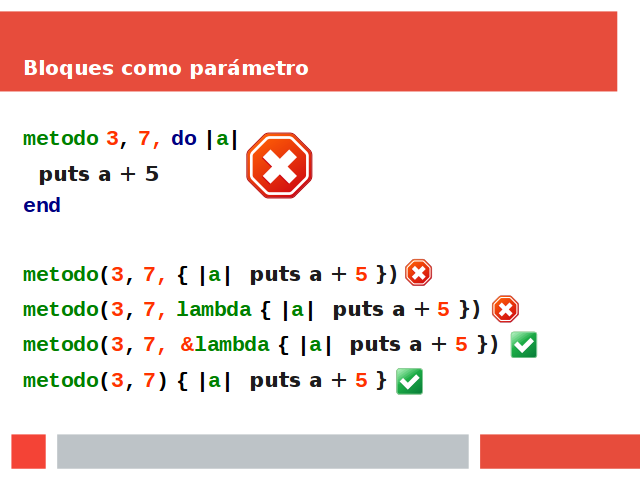 Bloques como parámetro
metodo 3, 7, do |a|
puts a + 5
end
metodo(3, 7, { |a| puts a + 5 })
metodo(3, 7, lambda { |a| puts a + 5 })
metodo(3, 7, &lambda { |a| puts a + 5 })
metodo(3, 7) { |a| puts a + 5 }